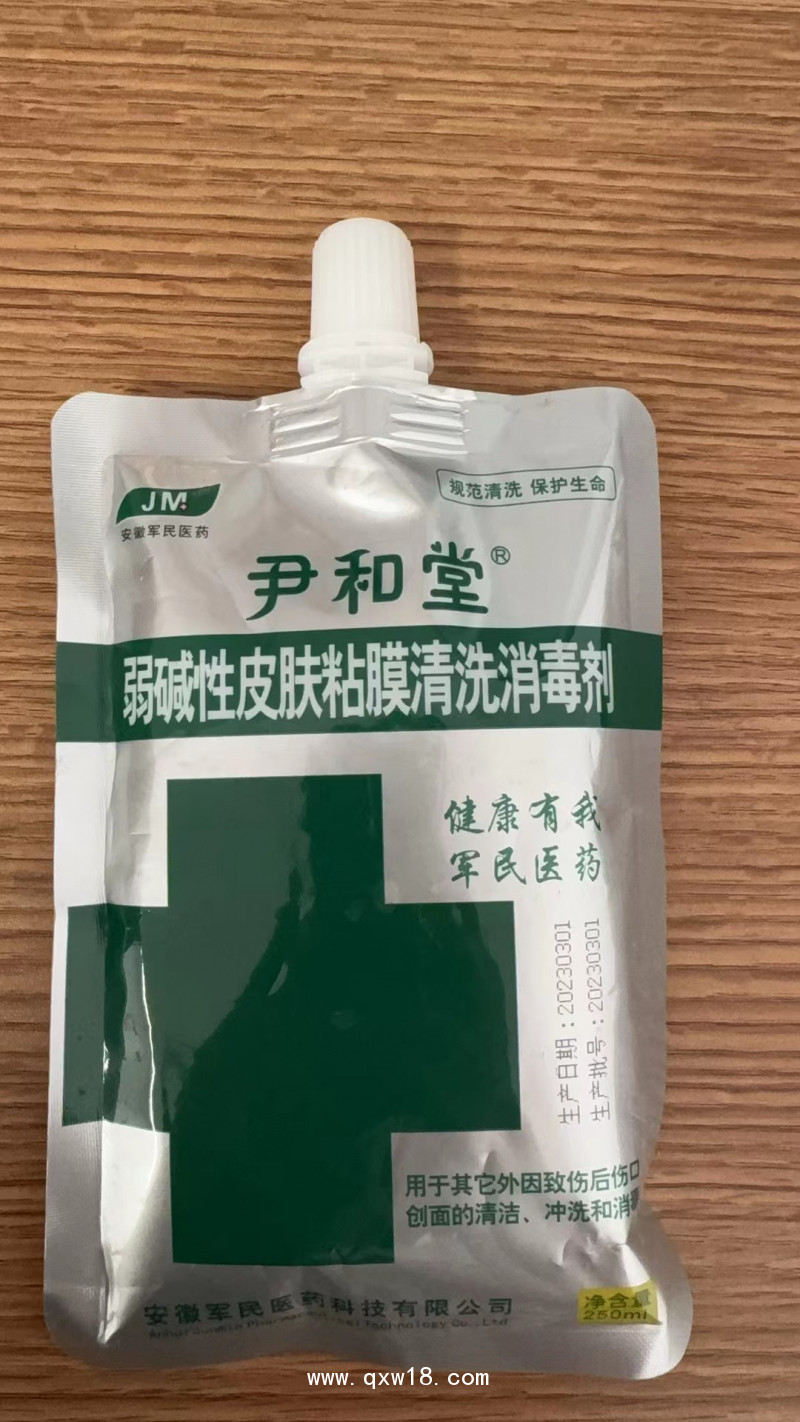 JM
安徽军民医药
规范清洗 保护生命
尹和堂®
弱碱性皮肤粘膜清洗消毒剂
健康有我
军民医药
生产日期：20230301
生产批号：20230301
用于其它外因致伤后伤口
创面的清洁、冲洗和消毒
安徽军民医药科技有限公司
净含量
250ml
www.qxw18.com